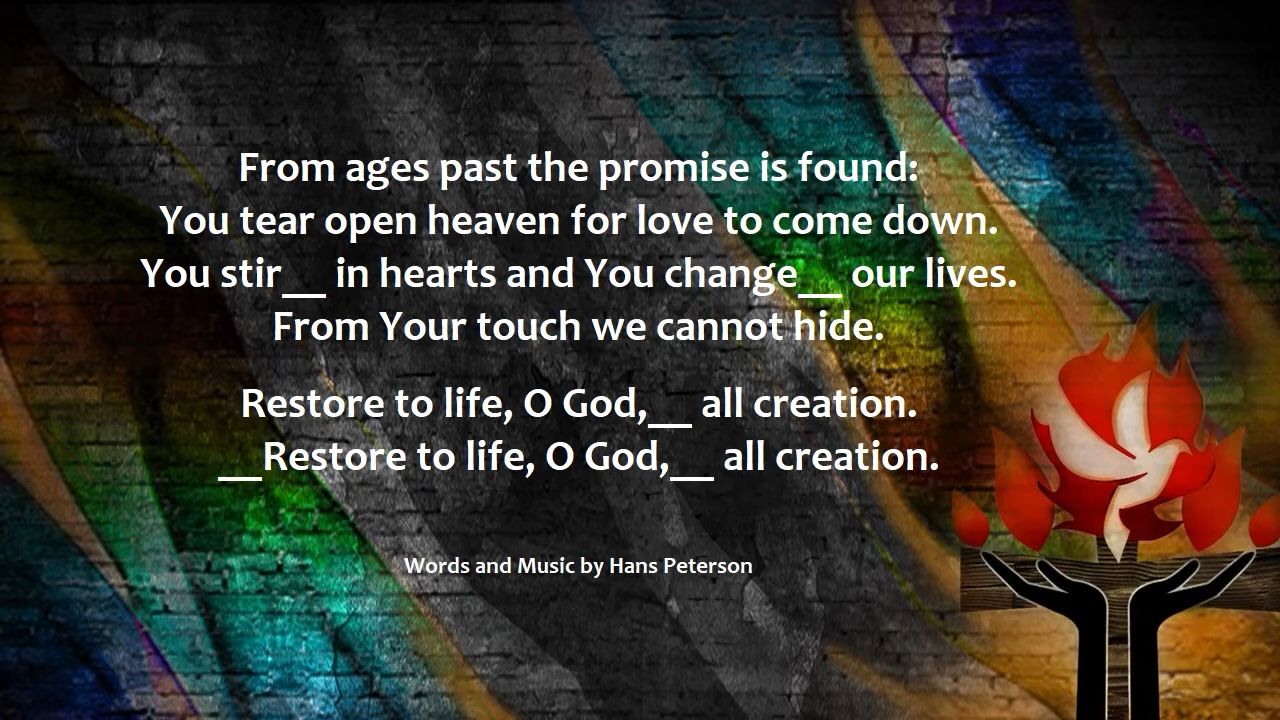 From ages past the promise is found:
You tear open heaven for love to come down.
You stir__ in hearts and You change__ our lives.
From Your touch we cannot hide.
Restore to life, O God,__ all creation.
__Restore to life, O God,__ all creation.
Words and Music by Hans Peterson